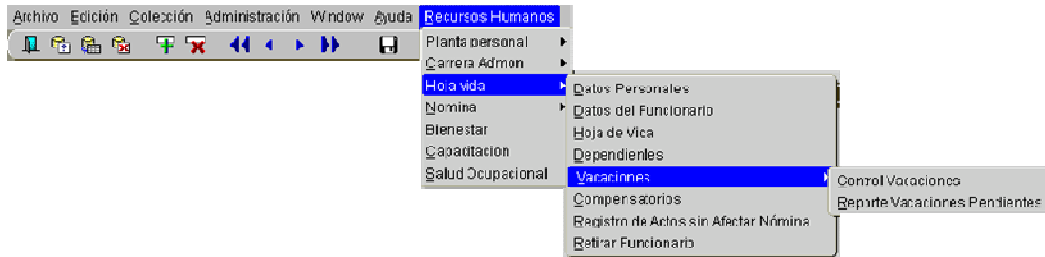 Archivo Edición Colección Administración Window Ayuda Recursos Humanos
Planta personal
Carrera Admon
Hoja vida
Nomina
Bienestar
Capacitacion
Salud Ocupacional
Datos Personales
Datos del Funcionario
Hoja de Vica
Dependientes
Vacaciones
Compensatorios
Registro de Actos sin Afectar Nómina
Retirar Funcionario
Control Vacaciones
Reporte Vacaciones Pendientes